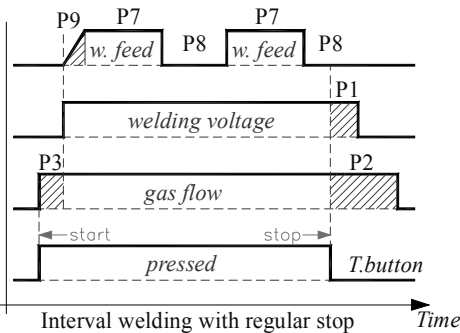 P9 P7 P7
w. feed P8 w. feed P8
P1
welding voltage
P3 P2
gas flow
start stop
pressed T.button
Interval welding with regular stop Time